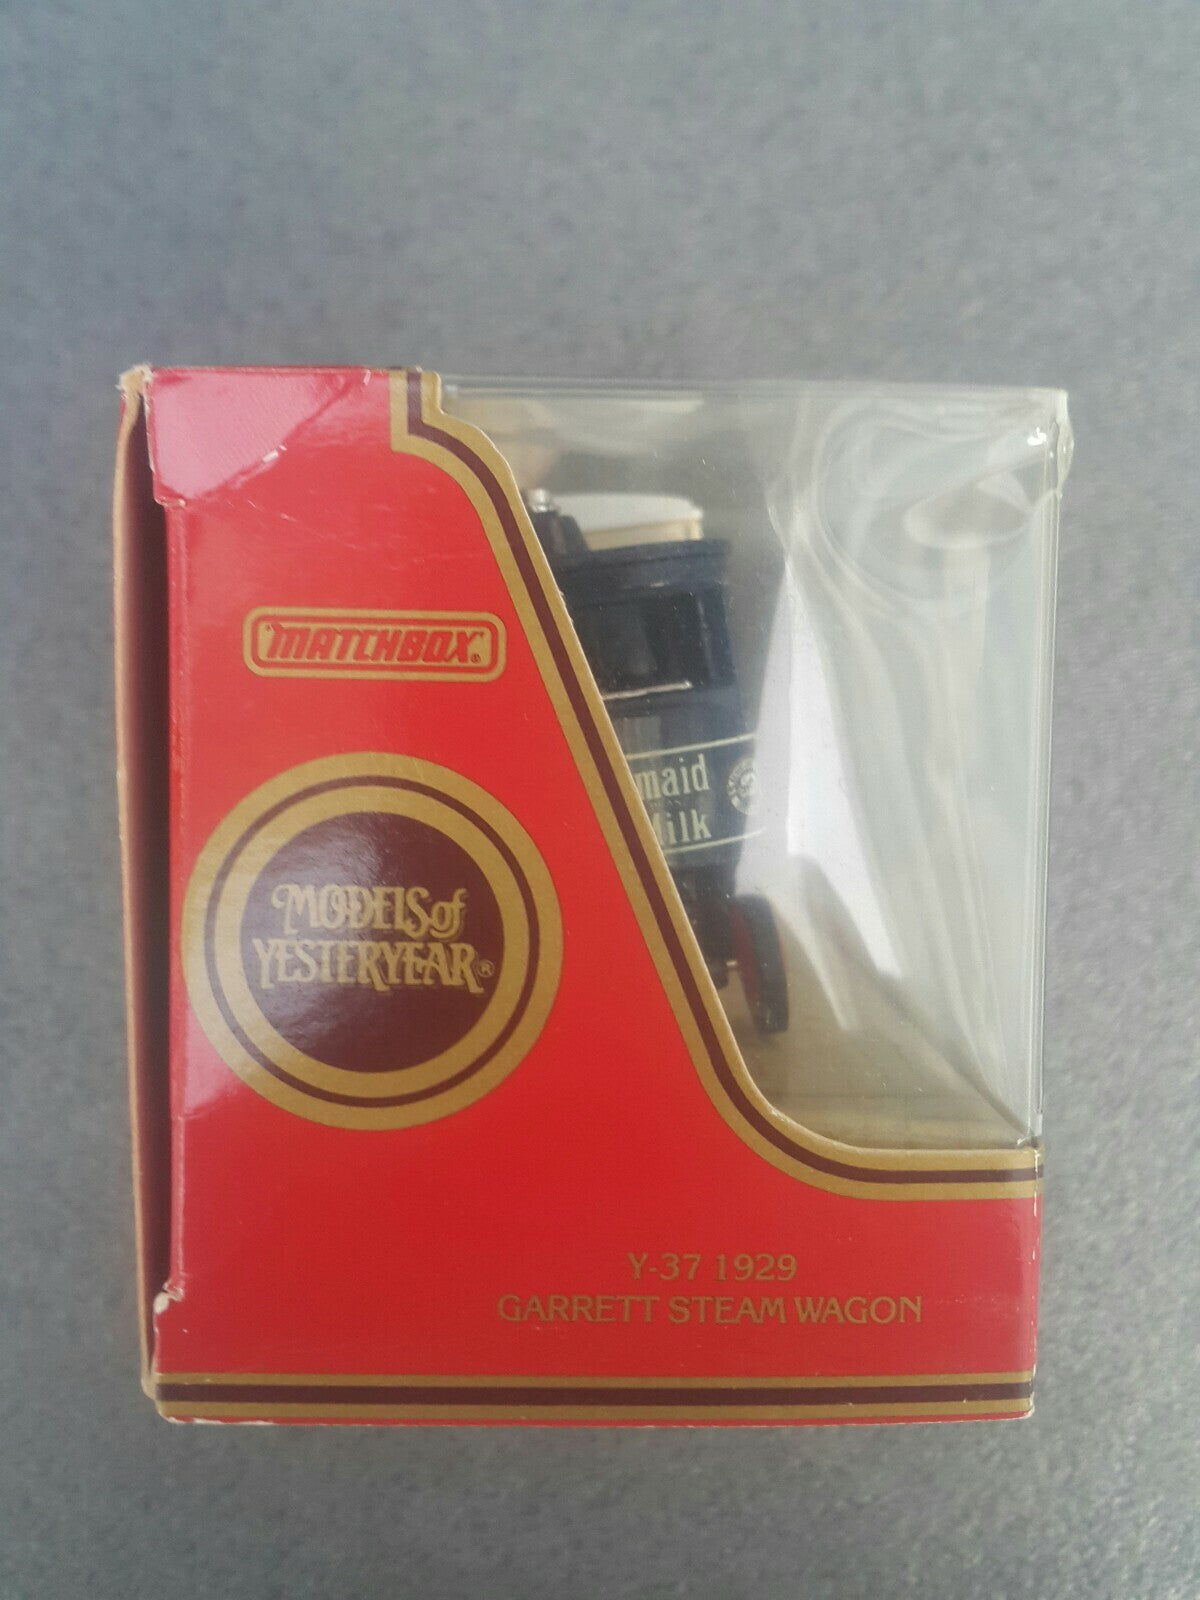 "MATCHBOX"®
MODELS of
YESTERYEAR®
maid
Milk
Y-37 1929
GARRETT STEAM WAGON